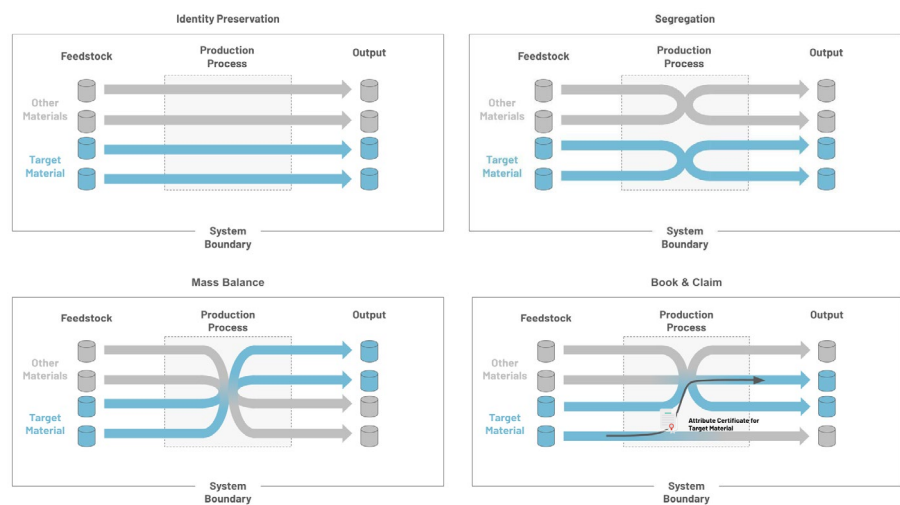 Identity Preservation
Feedstock
Production
Process
Output
Other
Materials
Target
Material
System
Boundary
Segregation
Feedstock
Production
Process
Output
Other
Materials
Target
Material
System
Boundary
Mass Balance
Feedstock
Production
Process
Output
Other
Materials
Target
Material
System
Boundary
Book & Claim
Feedstock
Production
Process
Output
Other
Materials
Target
Material
Attribute Certificate for
Target Material
System
Boundary